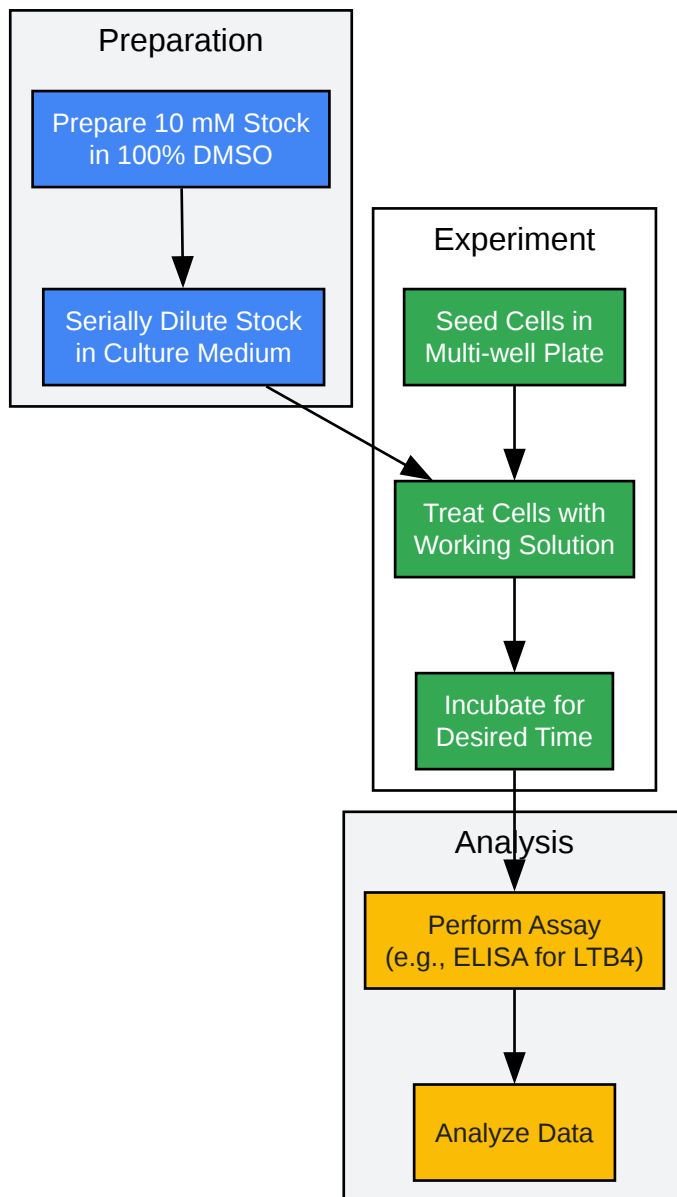 Preparation
Prepare 10 mM Stock
in 100% DMSO
Serially Dilute Stock
in Culture Medium
Experiment
Seed Cells in
Multi-well Plate
Treat Cells with
Working Solution
Incubate for
Desired Time
Analysis
Perform Assay
(e.g., ELISA for LTB4)
Analyze Data